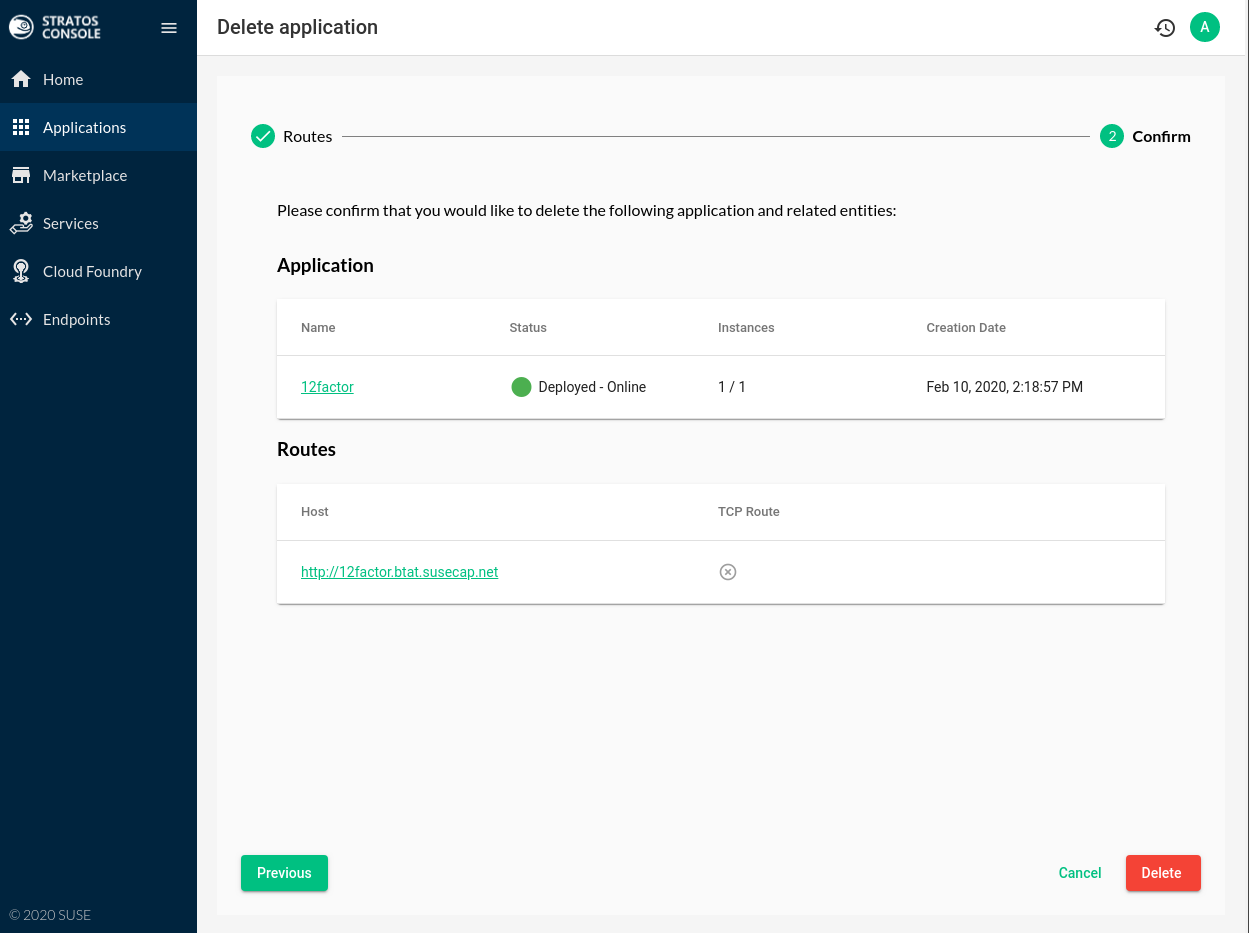 STRATOS
CONSOLE
Delete application
A
Home
Applications
Marketplace
Services
Cloud Foundry
Endpoints
Routes
2 Confirm
Please confirm that you would like to delete the following application and related entities:
Application
Name Status Instances Creation Date
12factor Deployed - Online 1 / 1 Feb 10, 2020, 2:18:57 PM
Routes
Host TCP Route
http://12factor.btat.susecap.net
Previous Cancel Delete
© 2020 SUSE